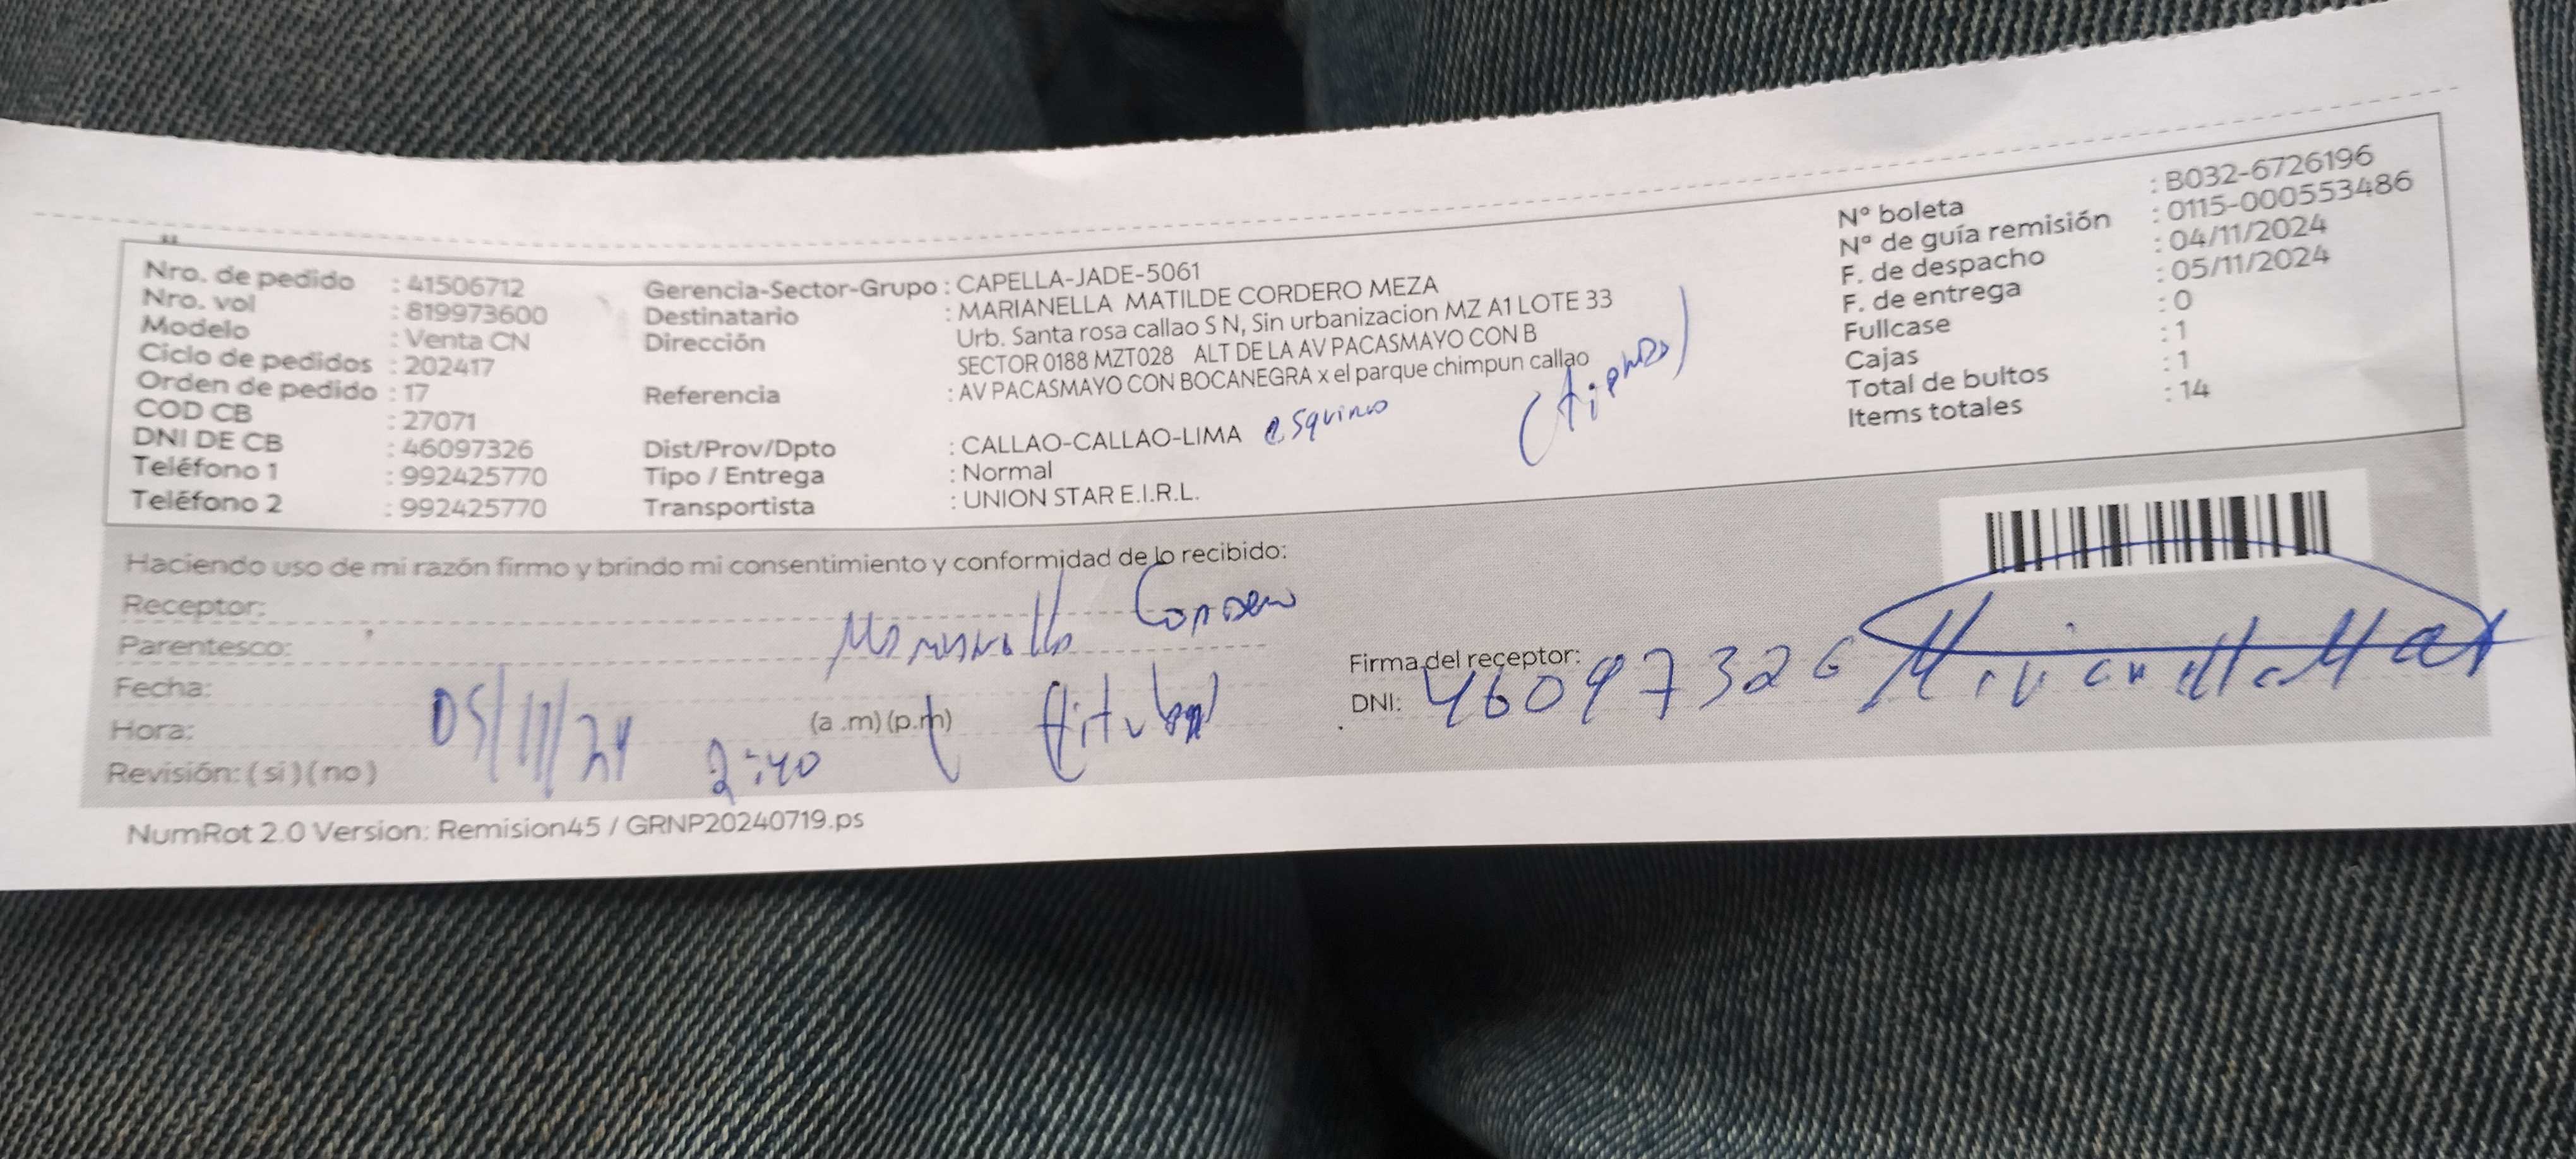 Nro. de pedido : 41506712
Nro. vol : 819973600
Modelo : Venta CN
Ciclo de pedidos : 202417
Orden de pedido : 17
COD CB : 27071
DNI DE CB : 46097326
Teléfono 1 : 992425770
Teléfono 2 : 992425770
Gerencia-Sector-Grupo : CAPELLA-JADE-5061
Destinatario : MARIANELLA MATILDE CORDERO MEZA
Dirección Urb. Santa rosa callao S N, Sin urbanizacion MZ A1 LOTE 33
SECTOR 0188 MZT028 ALT DE LA AV PACASMAYO CON B
Referencia : AV PACASMAYO CON BOCANEGRA x el parque chimpun callao
esquina
Dist/Prov/Dpto : CALLAO-CALLAO-LIMA
Tipo / Entrega : Normal
Transportista : UNION STAR E.I.R.L.
N° boleta : B032-6726196
N° de guía remisión : 0115-000553486
F. de despacho : 04/11/2024
F. de entrega : 05/11/2024
Fullcase : 0
Cajas : 1
Total de bultos : 1
Items totales : 14
Haciendo uso de mi razón firmo y brindo mi consentimiento y conformidad de lo recibido:
Receptor: Marianella Cordero
Parentesco: (titular)
Fecha: 05/11/24
Hora: 2:40 (a .m) (p.m)
Revisión: ( si ) ( no )
Firma del receptor:
DNI: 46097326
NumRot 2.0 Version: Remision45 / GRNP20240719.ps